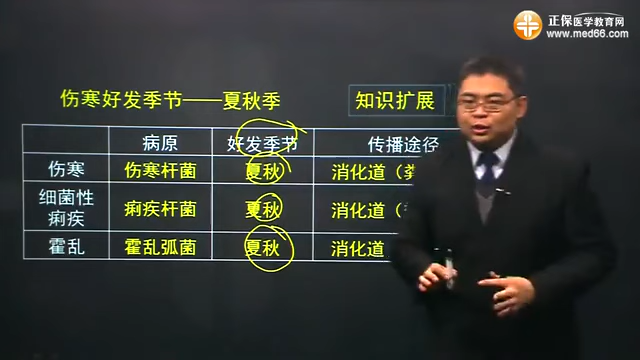 正保医学教育网
www.med66.com
伤寒好发季节——夏秋季
知识扩展
病原 好发季节 传播途径
伤寒 伤寒杆菌 夏秋 消化道（粪
细菌性
痢疾 痢疾杆菌 夏秋 消化道（
霍乱 霍乱弧菌 夏秋 消化道